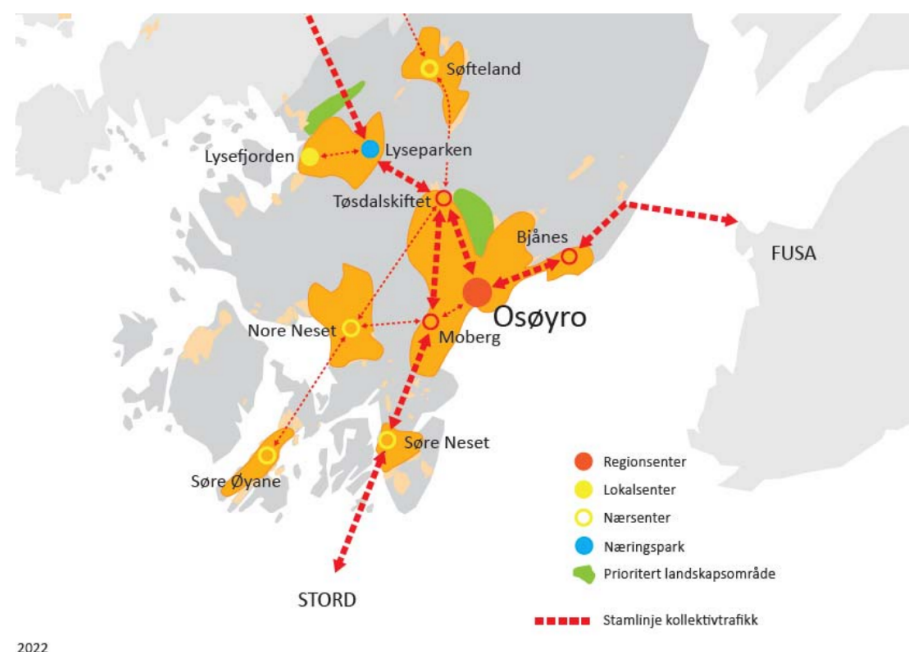 Søfteland
Lysefjorden
Lyseparken
Tøsdalskiftet
Bjånes
FUSA
Osøyro
Nore Neset
Moberg
Søre Neset
Søre Øyane
STORD
Regionsenter
Lokalsenter
Nærsenter
Næringspark
Prioritert landskapsområde
Stamlinje kollektivtrafikk
2022